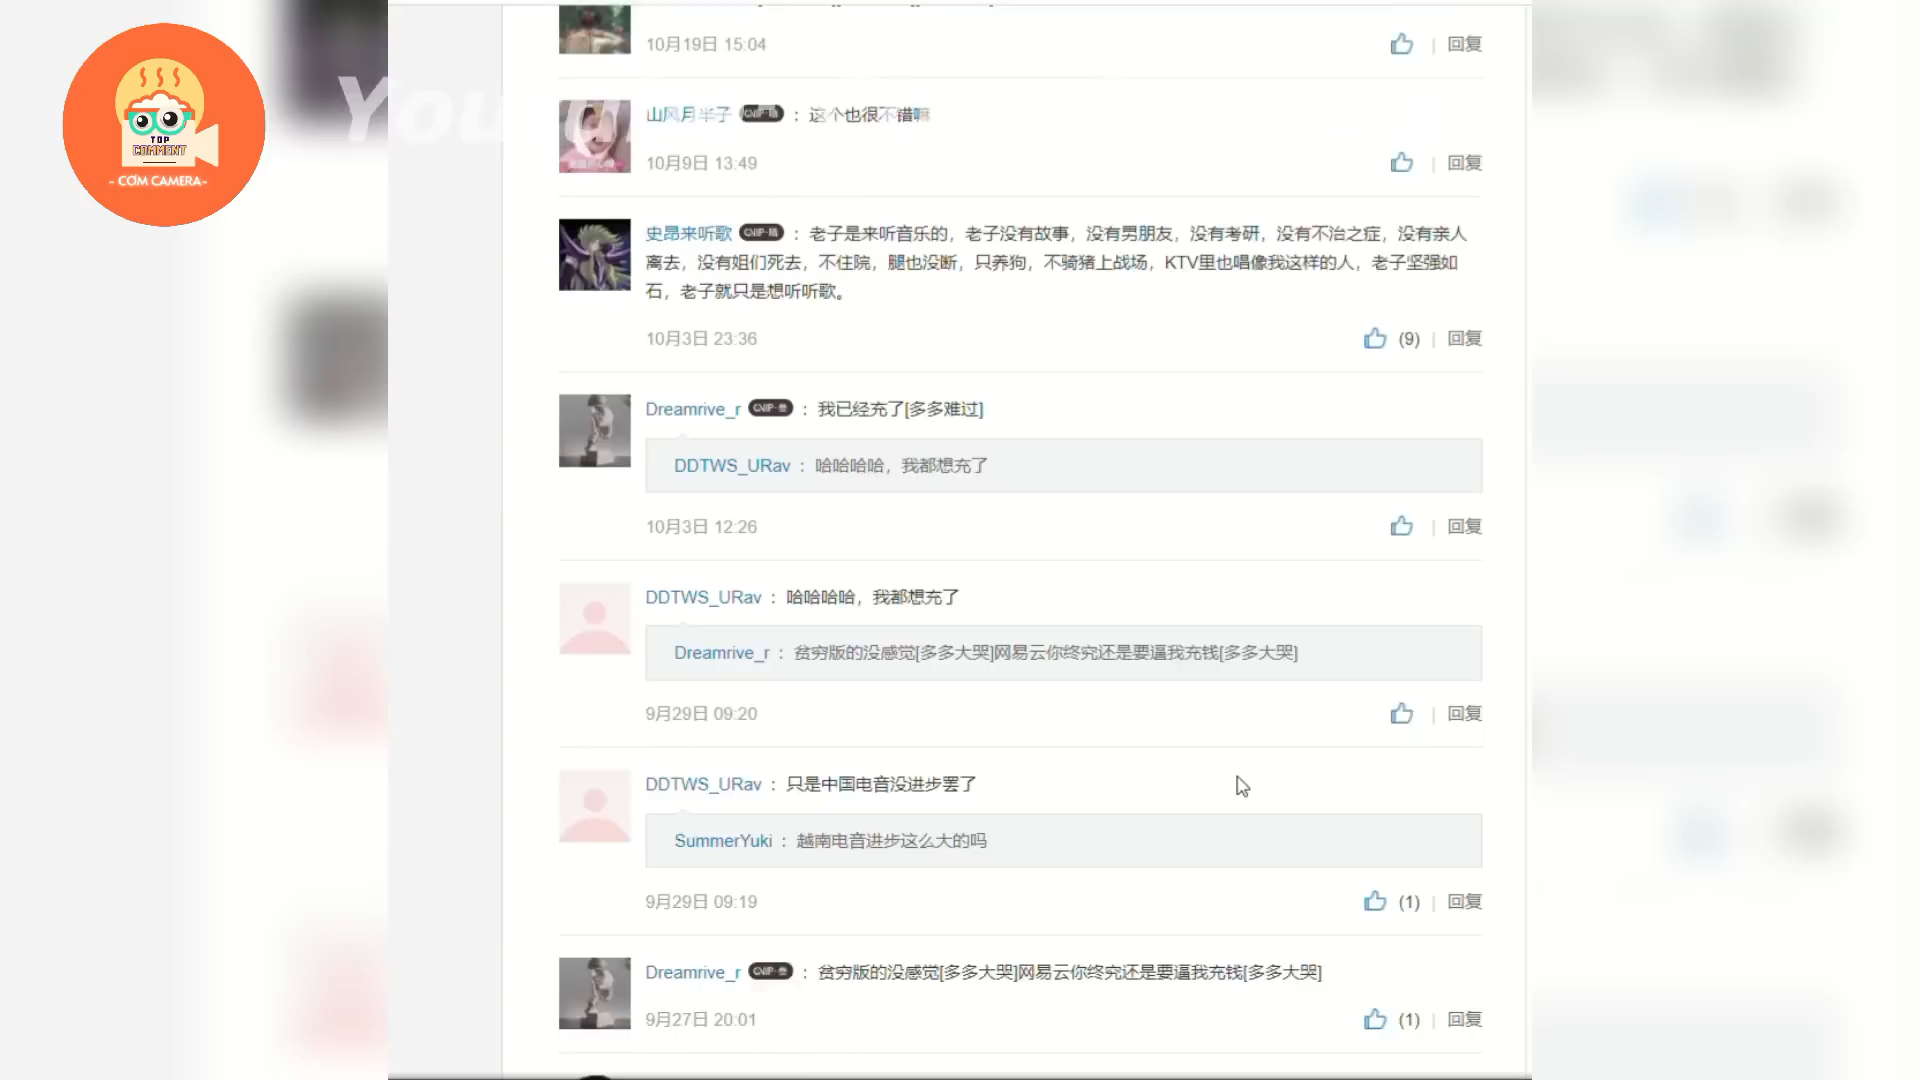 10月19日 15:04
回复
山风月半子 : 这个也很不错嘛
10月9日 13:49
回复
史昂来听歌 : 老子是来听音乐的，老子没有故事，没有男朋友，没有考研，没有不治之症，没有亲人
离去，没有姐们死去，不住院，腿也没断，只养狗，不骑猪上战场，KTV里也唱像我这样的人，老子坚强如
石，老子就只是想听听歌。
10月3日 23:36
(9) | 回复
Dreamrive_r : 我已经充了[多多难过]
DDTWS_URav : 哈哈哈哈，我都想充了
10月3日 12:26
回复
DDTWS_URav : 哈哈哈哈，我都想充了
Dreamrive_r : 贫穷版的没感觉[多多大哭]网易云你终究还是要逼我充钱[多多大哭]
9月29日 09:20
回复
DDTWS_URav : 只是中国电音没进步罢了
SummerYuki : 越南电音进步这么大的吗
9月29日 09:19
(1) | 回复
Dreamrive_r : 贫穷版的没感觉[多多大哭]网易云你终究还是要逼我充钱[多多大哭]
9月27日 20:01
(1) | 回复
TOP
COMMENT
- CƠM CAMERA-
You